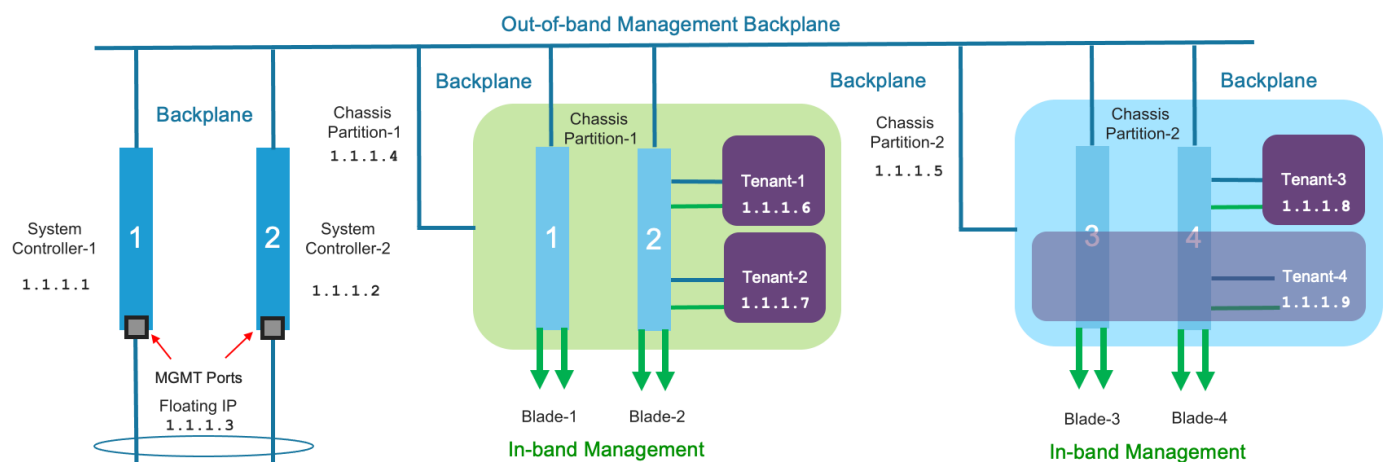 Out-of-band Management Backplane
Backplane
System
Controller-1
1.1.1.1
1
2
System
Controller-2
1.1.1.2
MGMT Ports
Floating IP
1.1.1.3
Chassis
Partition-1
1.1.1.4
Backplane
Chassis
Partition-1
1
2
Tenant-1
1.1.1.6
Tenant-2
1.1.1.7
Blade-1
Blade-2
In-band Management
Backplane
Chassis
Partition-2
1.1.1.5
Backplane
Chassis
Partition-2
3
4
Tenant-3
1.1.1.8
Tenant-4
1.1.1.9
Blade-3
Blade-4
In-band Management